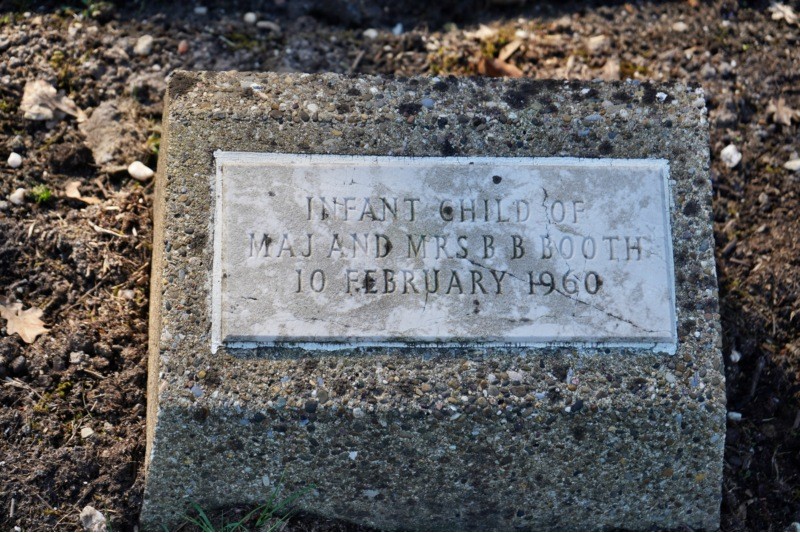 INFANT CHILD OF
MAJ AND MRS B B BOOTH
10 FEBRUARY 1960